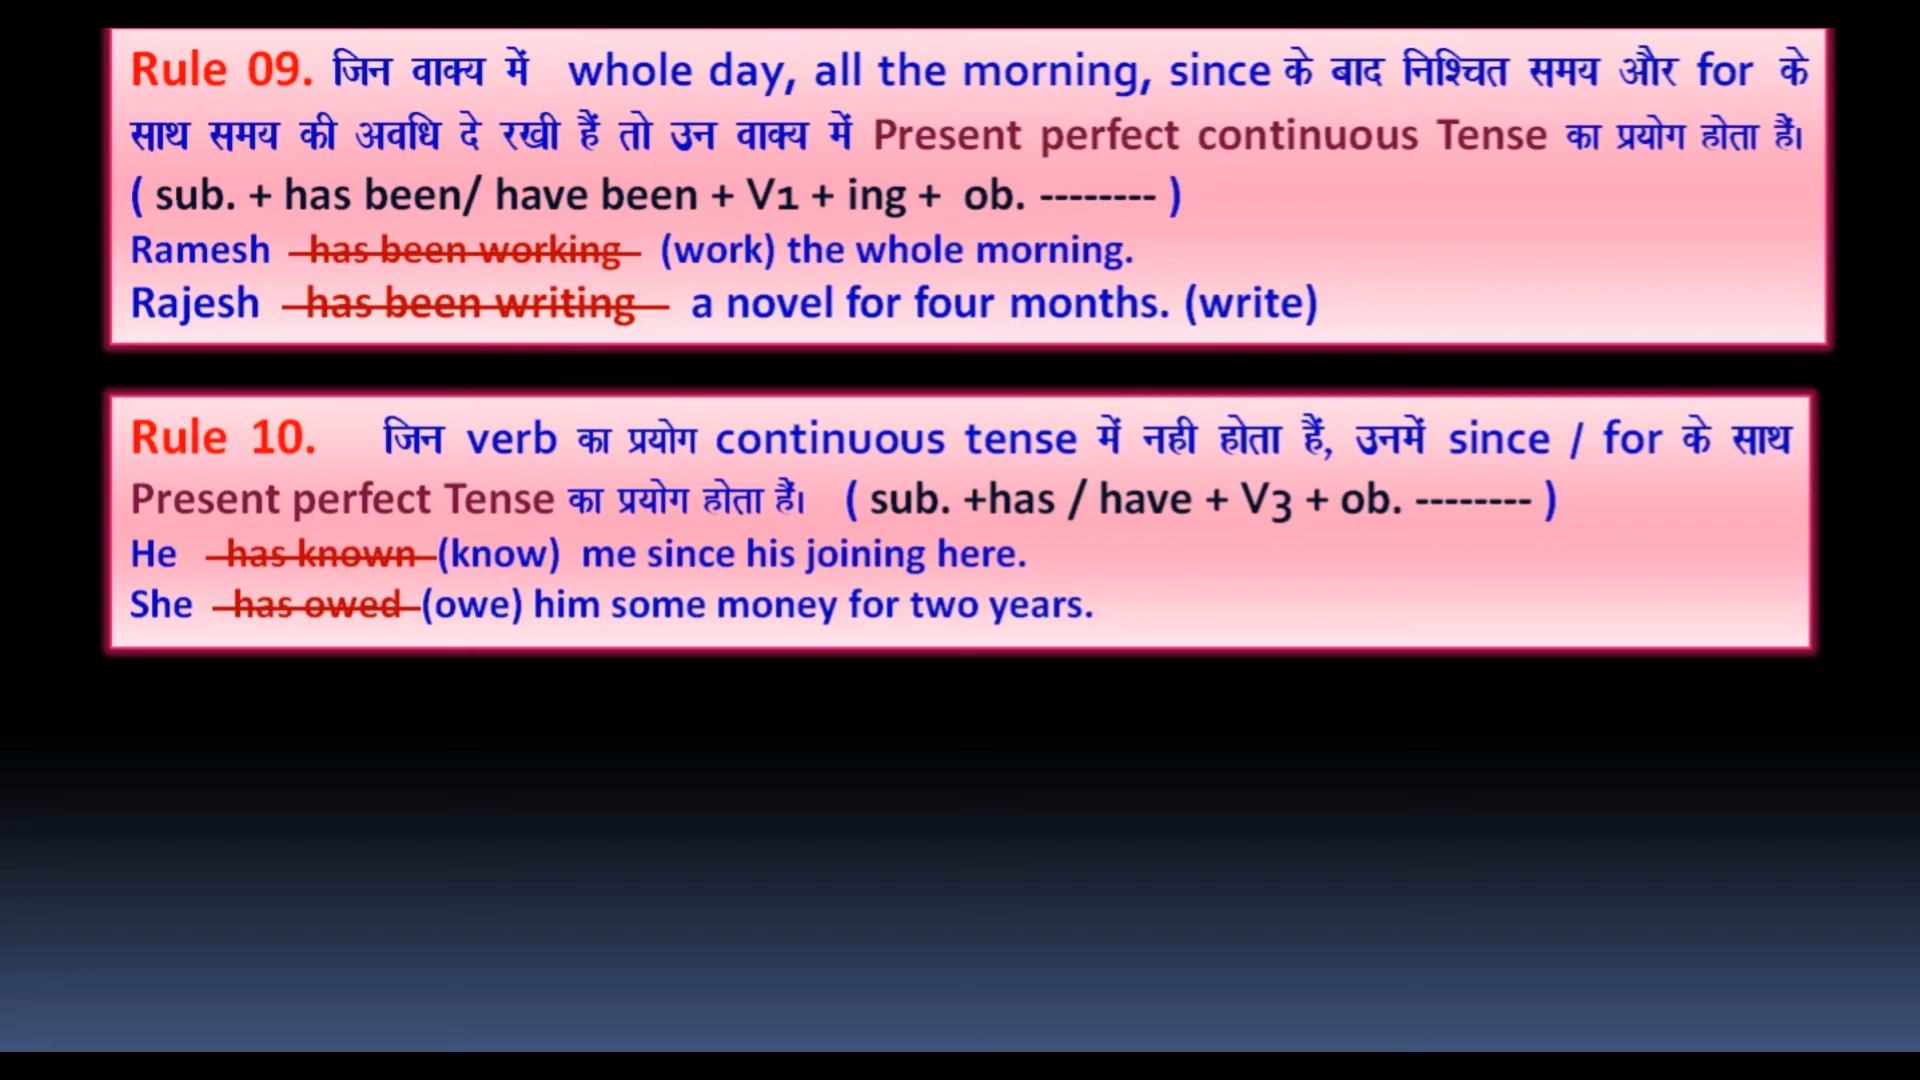 Rule 09. जिन वाक्य में whole day, all the morning, since के बाद निश्चित समय और for के
साथ समय की अवधि दे रखी हैं तो उन वाक्य में Present perfect continuous Tense का प्रयोग होता हैं।
( sub. + has been/ have been + V1 + ing + ob. -------- )
Ramesh has been working (work) the whole morning.
Rajesh has been writing a novel for four months. (write)
Rule 10. जिन verb का प्रयोग continuous tense में नही होता हैं, उनमें since / for के साथ
Present perfect Tense का प्रयोग होता हैं। ( sub. +has / have + V3 + ob. -------- )
He has known (know) me since his joining here.
She has owed (owe) him some money for two years.